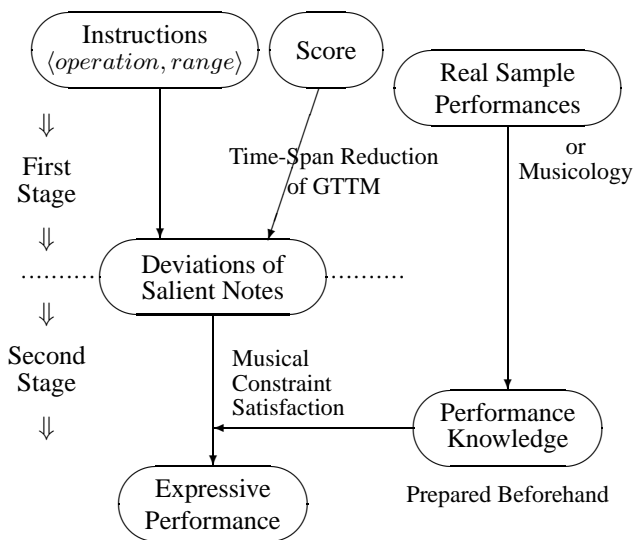 Instructions
⟨operation, range⟩
Score
Real Sample
Performances
⇓
First
Stage
⇓
Time-Span Reduction
of GTTM
or
Musicology
Deviations of
Salient Notes
⇓
Second
Stage
⇓
Musical
Constraint
Satisfaction
Performance
Knowledge
Expressive
Performance
Prepared Beforehand